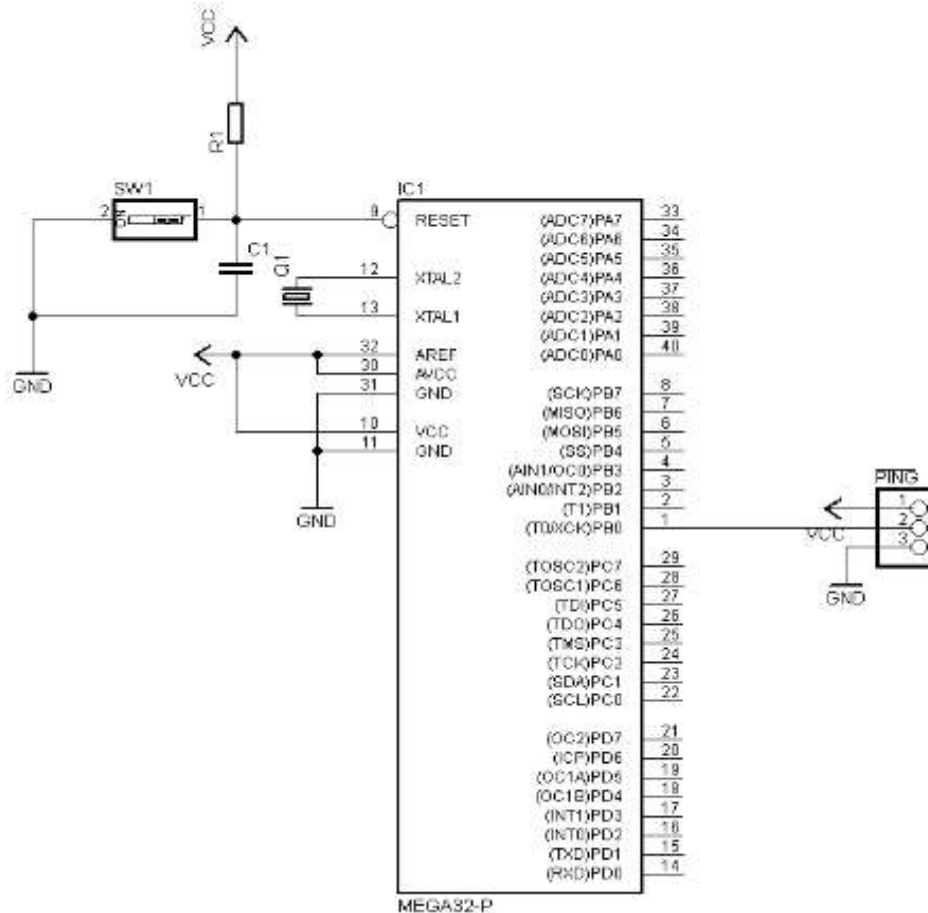 VCC
R1
SW1
2
ON
1
C1
Q1
IC1
9
RESET
12
XTAL2
13
XTAL1
32
AREF
30
AVCC
31
GND
10
VCC
11
GND
VCC
GND
GND
(ADC7)PA7 33
(ADC6)PA6 34
(ADC5)PA5 35
(ADC4)PA4 36
(ADC3)PA3 37
(ADC2)PA2 38
(ADC1)PA1 39
(ADC0)PA0 40
(SCK)PB7 8
(MISO)PB6 7
(MOSI)PB5 6
(SS)PB4 5
(AIN1/OC0)PB3 4
(AIN0/INT2)PB2 3
(T1)PB1 2
(T0/XCK)PB0 1
(TOSC2)PC7 29
(TOSC1)PC6 28
(TDI)PC5 27
(TDO)PC4 26
(TMS)PC3 25
(TCK)PC2 24
(SDA)PC1 23
(SCL)PC0 22
(OC2)PD7 21
(ICP)PD6 20
(OC1A)PD5 19
(OC1B)PD4 18
(INT1)PD3 17
(INT0)PD2 16
(TXD)PD1 15
(RXD)PD0 14
MEGA32-P
PING
1
2
3
VCC
GND